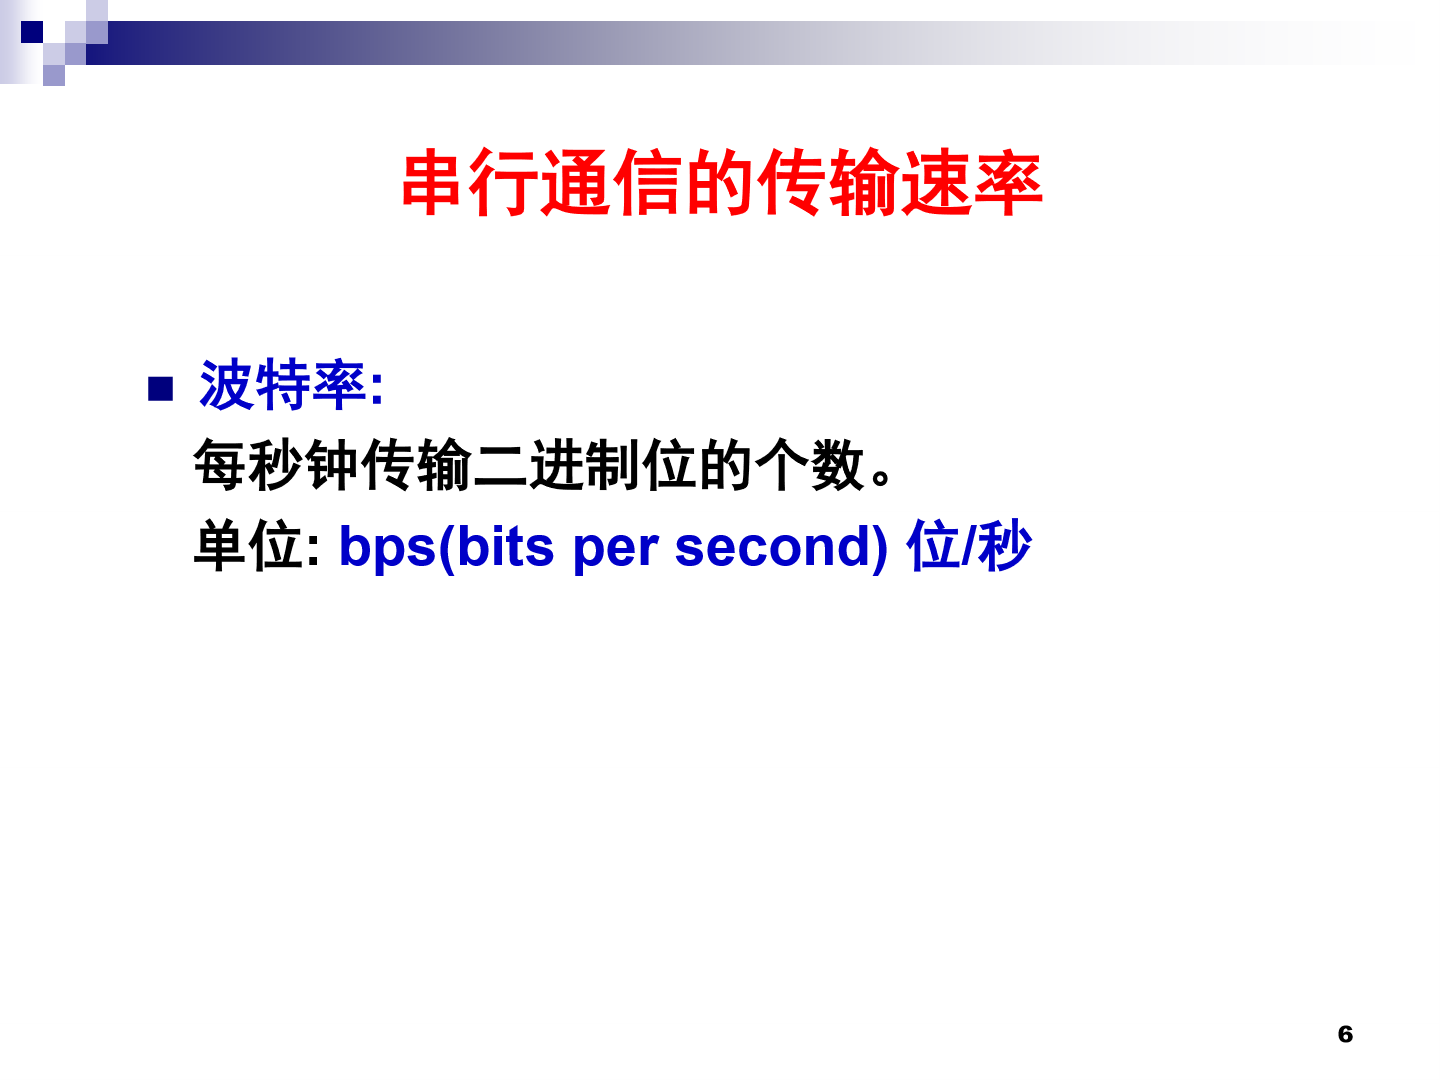 串行通信的传输速率
波特率:
每秒钟传输二进制位的个数。
单位: bps(bits per second) 位/秒
6